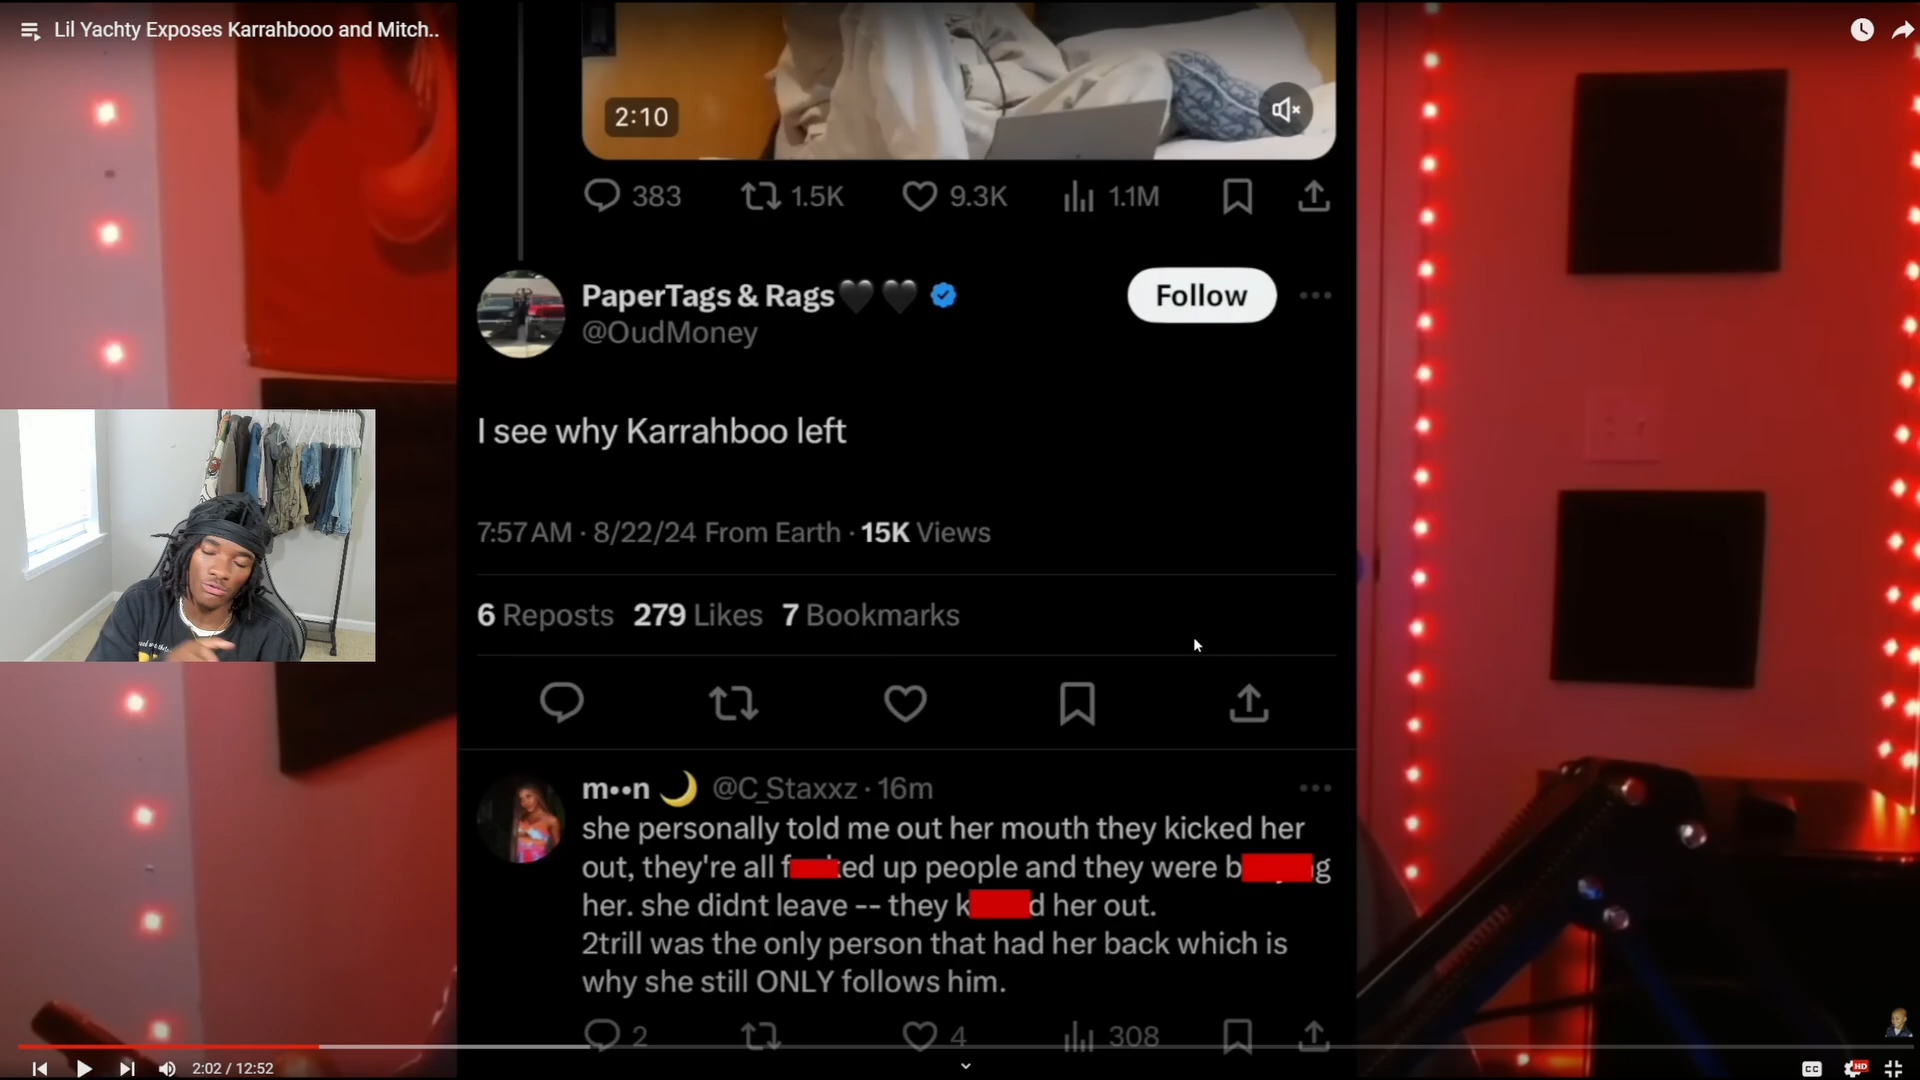 Lil Yachty Exposes Karrahbooo and Mitch..
2:10
383 1.5K 9.3K 1.1M
PaperTags & Rags🖤 🖤
Follow
@OudMoney
I see why Karrahboo left
7:57 AM · 8/22/24 From Earth · 15K Views
6 Reposts 279 Likes 7 Bookmarks
m••n 🌙 @C_Staxxz · 16m
she personally told me out her mouth they kicked her
out, they're all f ked up people and they were b g
her. she didnt leave -- they k d her out.
2trill was the only person that had her back which is
why she still ONLY follows him.
2 4 308
2:02 / 12:52
CC HD